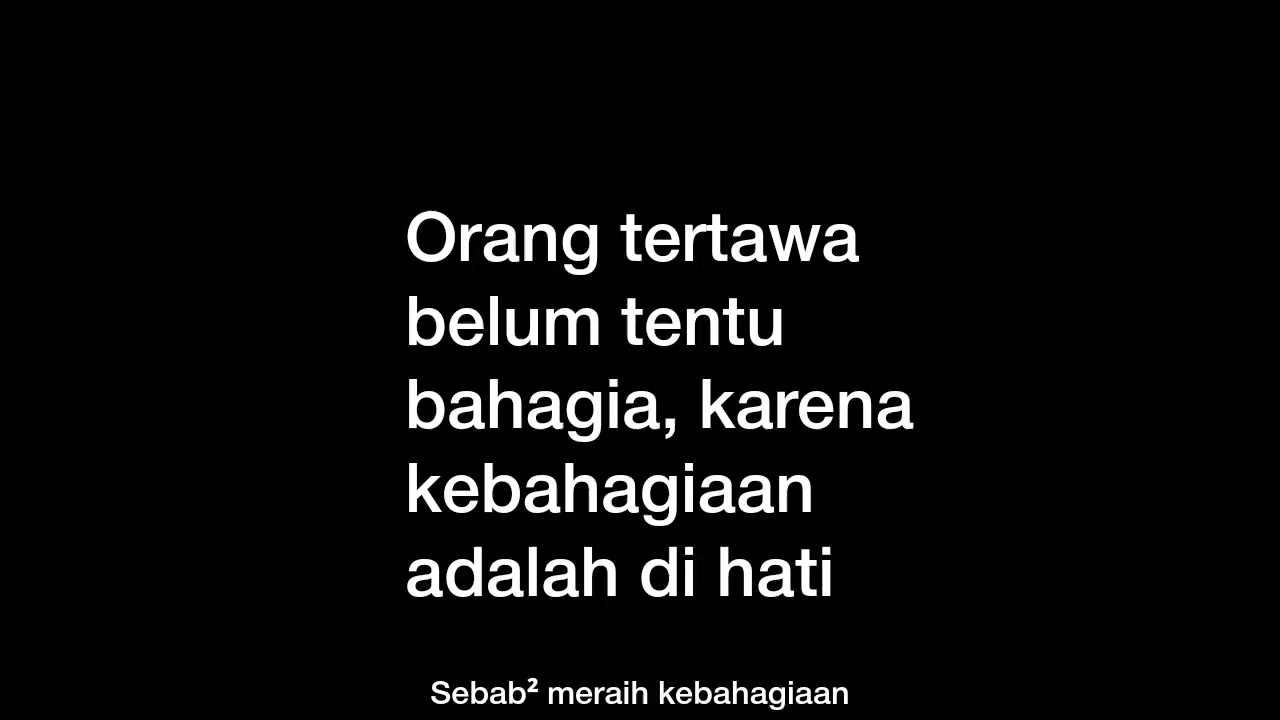 Orang tertawa
belum tentu
bahagia, karena
kebahagiaan
adalah di hati
Sebab² meraih kebahagiaan